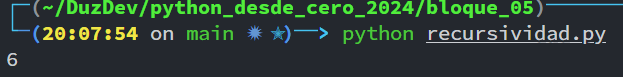 (~/DuzDev/python_desde_cero_2024/bloque_05)
(20:07:54 on main ✹ ✭)──> python recursividad.py
6